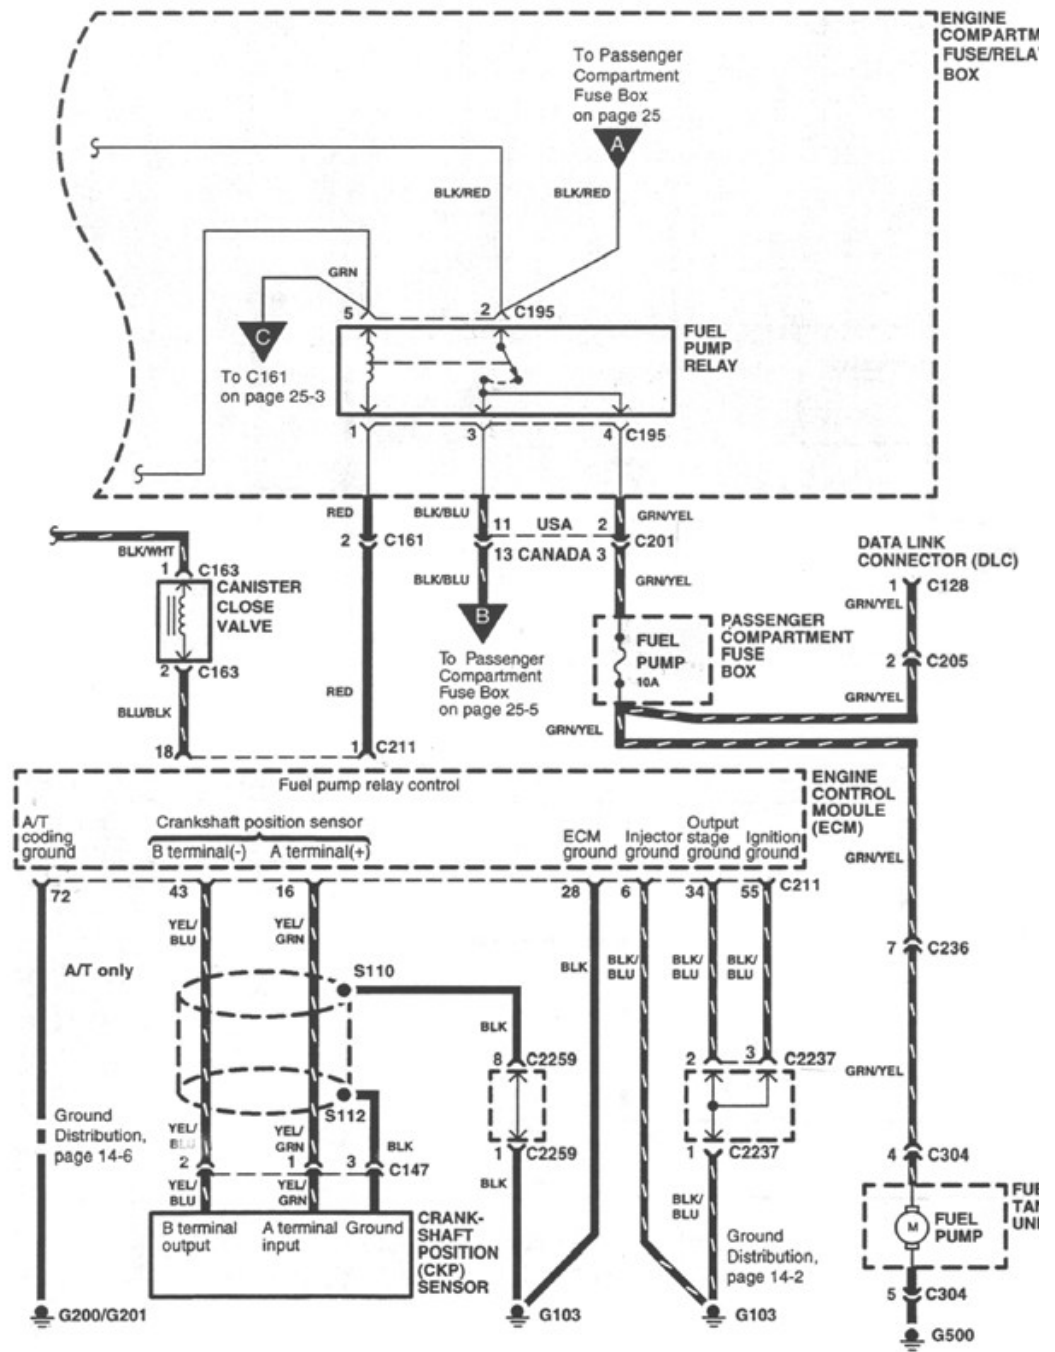 ENGINE
COMPARTM
FUSE/RELA
BOX
To Passenger
Compartment
Fuse Box
on page 25
A
BLK/RED
BLK/RED
GRN
5
2
C195
C
To C161
on page 25-3
FUEL
PUMP
RELAY
1
3
4
C195
RED
BLK/BLU
11
USA
2
GRN/YEL
2
C161
13 CANADA 3
C201
BLK/WHT
BLK/BLU
GRN/YEL
DATA LINK
CONNECTOR (DLC)
1
C163
1
C128
GRN/YEL
CANISTER
CLOSE
VALVE
B
FUEL
PUMP
10A
PASSENGER
COMPARTMENT
FUSE
BOX
2
C205
2
C163
To Passenger
Compartment
Fuse Box
on page 25-5
RED
GRN/YEL
BLU/BLK
GRN/YEL
18
1
C211
Fuel pump relay control
ENGINE
CONTROL
MODULE
(ECM)
A/T
coding
ground
Crankshaft position sensor
B terminal(-)
A terminal(+)
ECM
ground
Injector
ground
Output
stage
ground
Ignition
ground
GRN/YEL
72
43
16
28
6
34
55
C211
YEL/
BLU
YEL/
GRN
7
C236
A/T only
S110
BLK
BLK/
BLU
BLK/
BLU
BLK/
BLU
BLK
8
C2259
2
3
C2237
GRN/YEL
S112
Ground
Distribution,
page 14-6
YEL/
BLU
YEL/
GRN
BLK
1
C2259
1
C2237
4
C304
2
1
3
C147
YEL/
BLU
YEL/
GRN
BLK
BLK/
BLU
B terminal
output
A terminal
input
Ground
CRANK-
SHAFT
POSITION
(CKP)
SENSOR
Ground
Distribution,
page 14-2
M
FUEL
PUMP
FUE
TAN
UNI
5
C304
G200/G201
G103
G103
G500